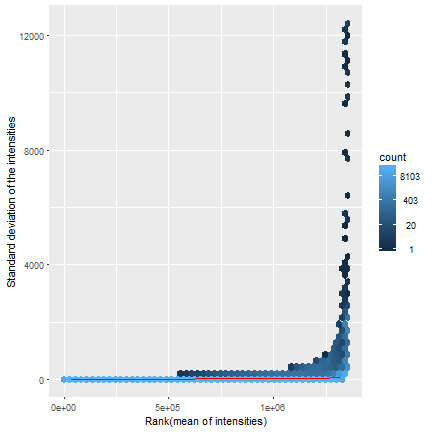 12000
8000
4000
0
Standard deviation of the intensities
0e+00
5e+05
1e+06
Rank(mean of intensities)
count
8103
403
20
1